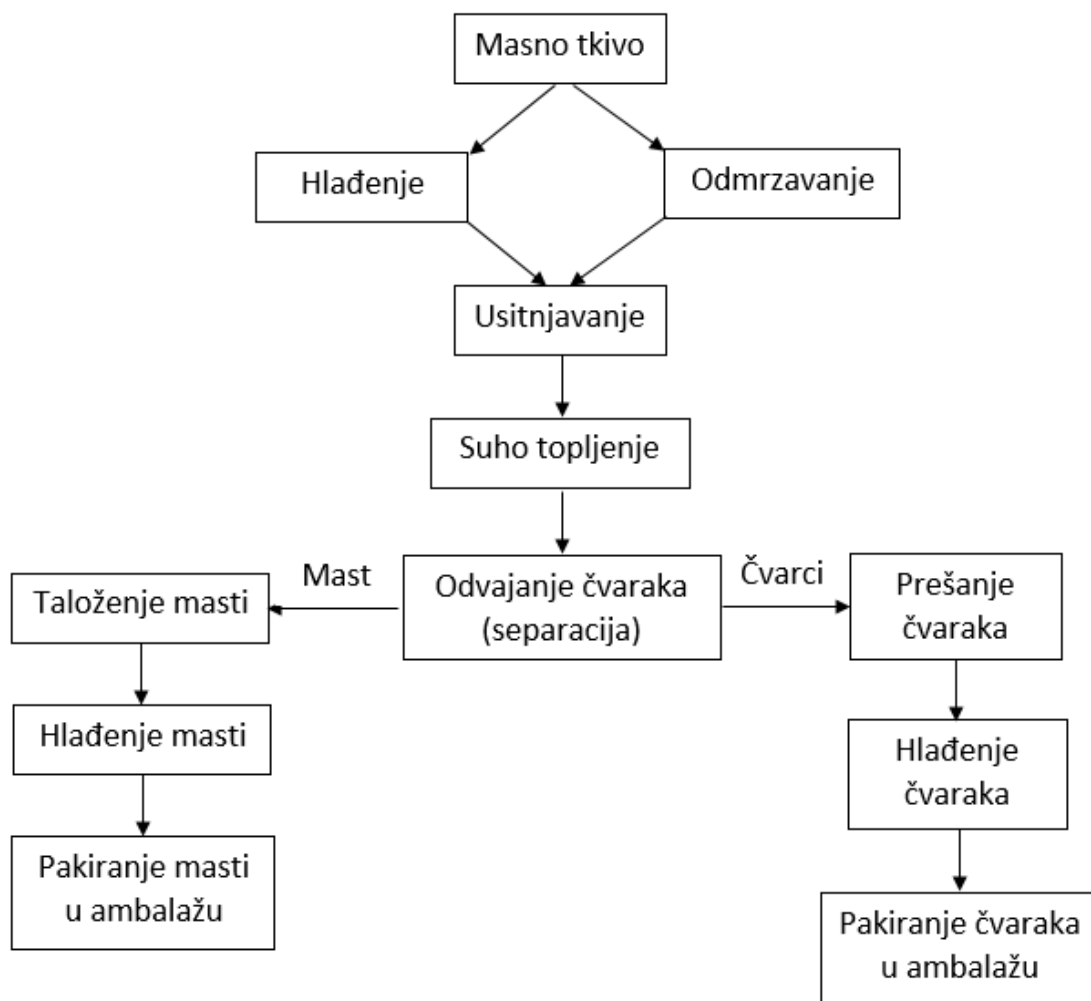 Masno tkivo
Hlađenje
Odmrzavanje
Usitnjavanje
Suho topljenje
Mast
Odvajanje čvaraka
(separacija)
Čvarci
Taloženje masti
Prešanje
čvaraka
Hlađenje masti
Hlađenje
čvaraka
Pakiranje masti
u ambalažu
Pakiranje čvaraka
u ambalažu